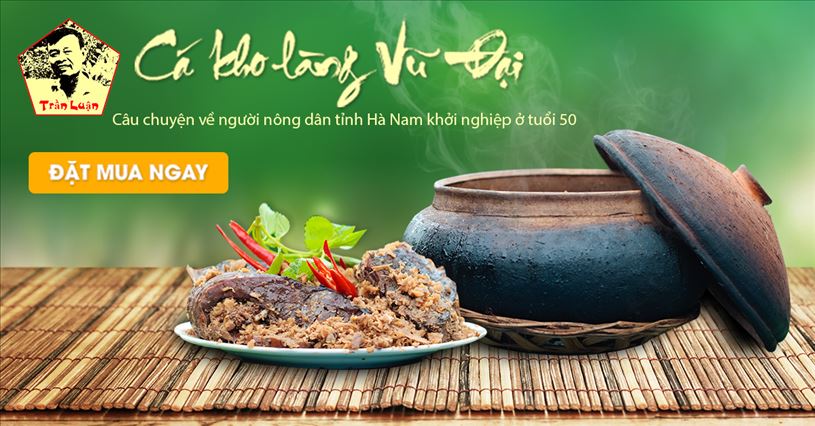 Cá kho làng Vũ Đại
Trần Luận
Câu chuyện về người nông dân tỉnh Hà Nam khởi nghiệp ở tuổi 50
ĐẶT MUA NGAY